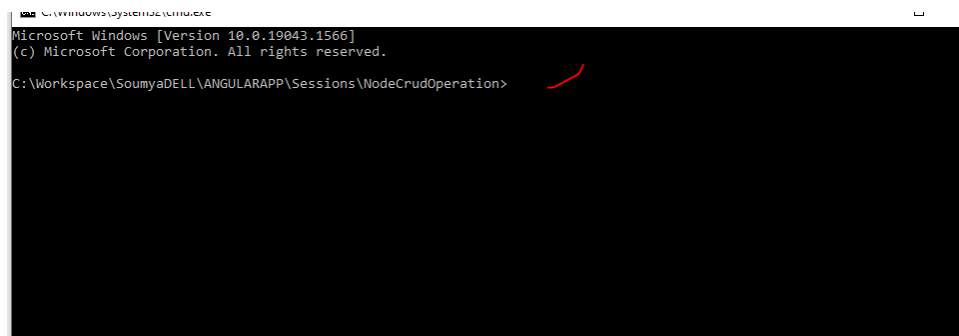 C:\Windows\System32\cmd.exe
Microsoft Windows [Version 10.0.19043.1566]
(c) Microsoft Corporation. All rights reserved.
C:\Workspace\SoumyaDELL\ANGULARAPP\Sessions\NodeCrudOperation>